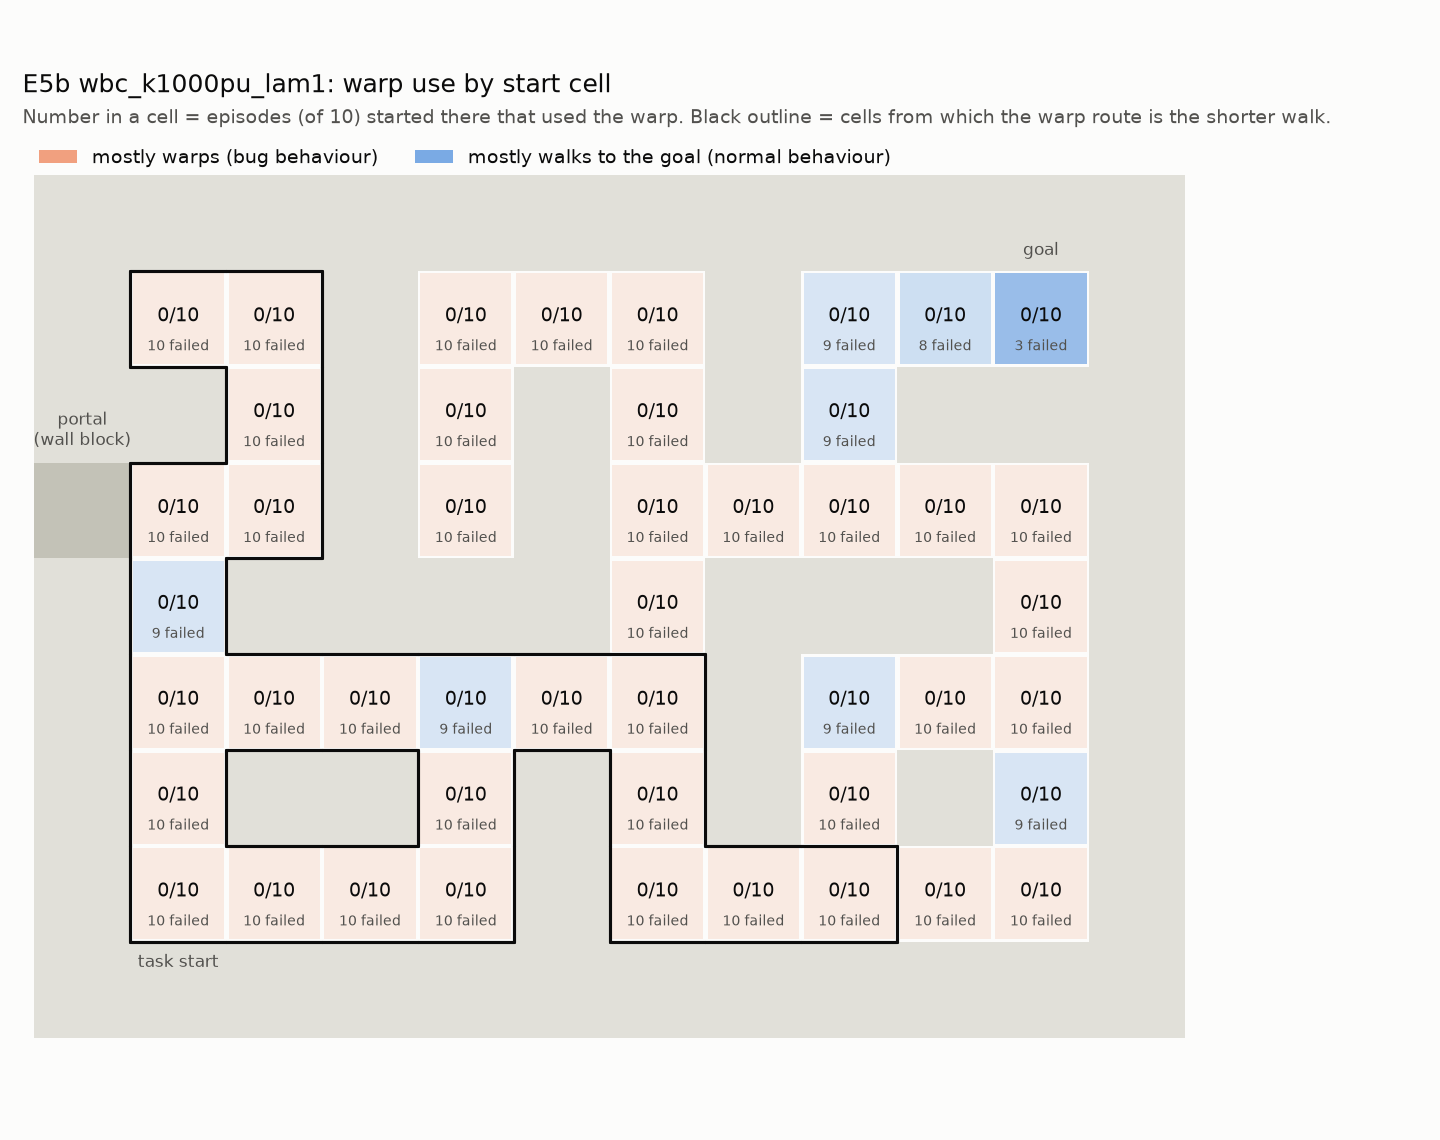 E5b wbc_k1000pu_lam1: warp use by start cell
Number in a cell = episodes (of 10) started there that used the warp. Black outline = cells from which the warp route is the shorter walk.
mostly warps (bug behaviour) mostly walks to the goal (normal behaviour)
goal
0/10 0/10 0/10 0/10 0/10 0/10 0/10 0/10
10 failed 10 failed 10 failed 10 failed 10 failed 9 failed 8 failed 3 failed
portal
(wall block)
0/10 0/10 0/10 0/10
10 failed 10 failed 10 failed 9 failed
0/10 0/10 0/10 0/10 0/10 0/10 0/10 0/10
10 failed 10 failed 10 failed 10 failed 10 failed 10 failed 10 failed 10 failed
0/10 0/10 0/10
9 failed 10 failed 10 failed
0/10 0/10 0/10 0/10 0/10 0/10 0/10 0/10 0/10
10 failed 10 failed 10 failed 9 failed 10 failed 10 failed 9 failed 10 failed 10 failed
0/10 0/10 0/10 0/10 0/10
10 failed 10 failed 10 failed 10 failed 9 failed
0/10 0/10 0/10 0/10 0/10 0/10 0/10 0/10 0/10
10 failed 10 failed 10 failed 10 failed 10 failed 10 failed 10 failed 10 failed 10 failed
task start